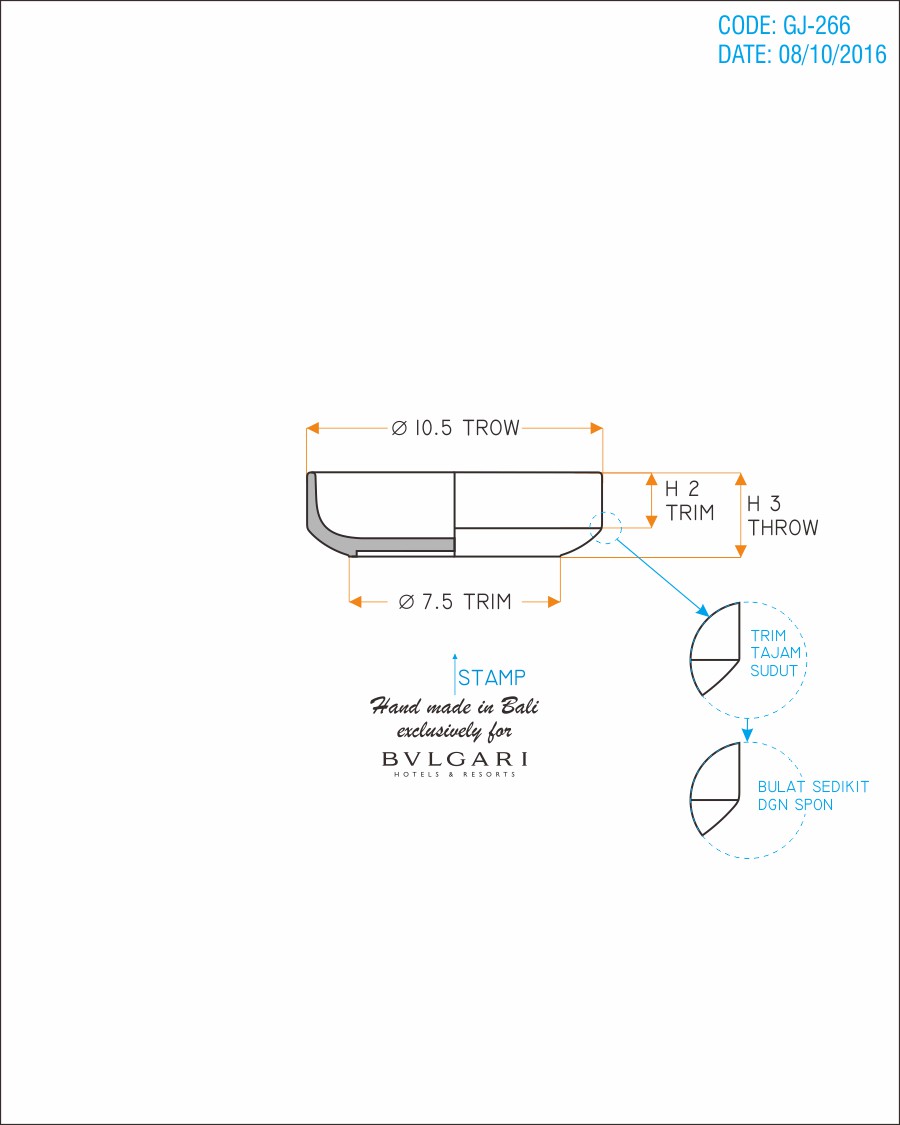 CODE: GJ-266
DATE: 08/10/2016
Ø 10.5 TROW
H 2
TRIM
H 3
THROW
Ø 7.5 TRIM
TRIM
TAJAM
SUDUT
STAMP
Hand made in Bali
exclusively for
BVLGARI
HOTELS & RESORTS
BULAT SEDIKIT
DGN SPON